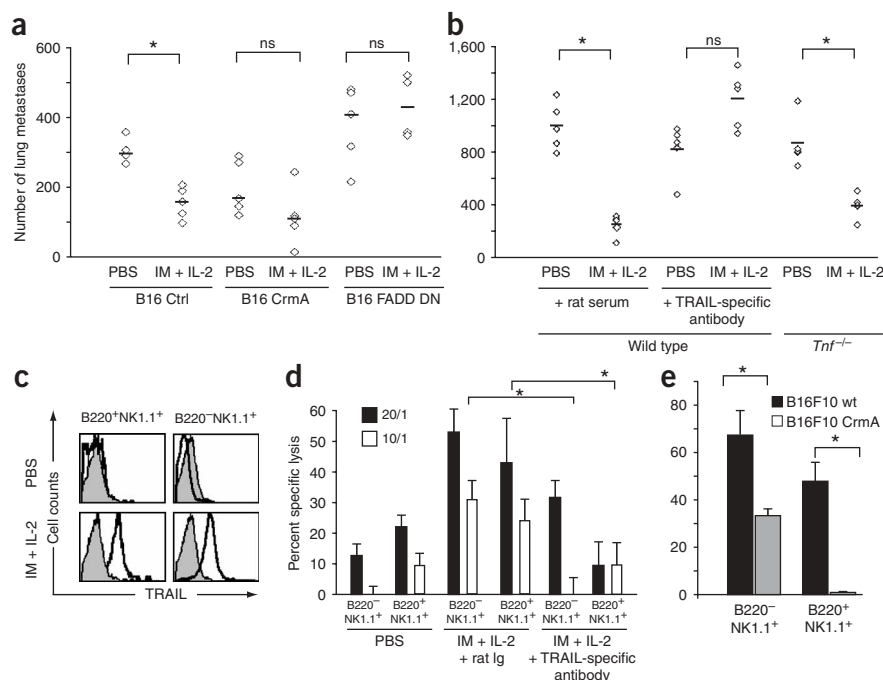 a
Number of lung metastases
600
400
200
0
*
ns
ns
PBS IM + IL-2 PBS IM + IL-2 PBS IM + IL-2
B16 Ctrl B16 CrmA B16 FADD DN
b
1,600
1,200
800
400
0
*
ns
*
PBS IM + IL-2 PBS IM + IL-2 PBS IM + IL-2
+ rat serum + TRAIL-specific
antibody
Wild type Tnf–/–
c
B220+NK1.1+ B220–NK1.1+
PBS
Cell counts
IM + IL-2
TRAIL
d
20/1
10/1
*
*
Percent specific lysis
60
50
40
30
20
10
0
B220– B220+ B220– B220+ B220– B220+
NK1.1+ NK1.1+ NK1.1+ NK1.1+ NK1.1+ NK1.1+
PBS IM + IL-2 IM + IL-2
+ rat Ig + TRAIL-specific
antibody
e
*
B16F10 wt
B16F10 CrmA
*
80
60
40
20
0
B220– B220+
NK1.1+ NK1.1+